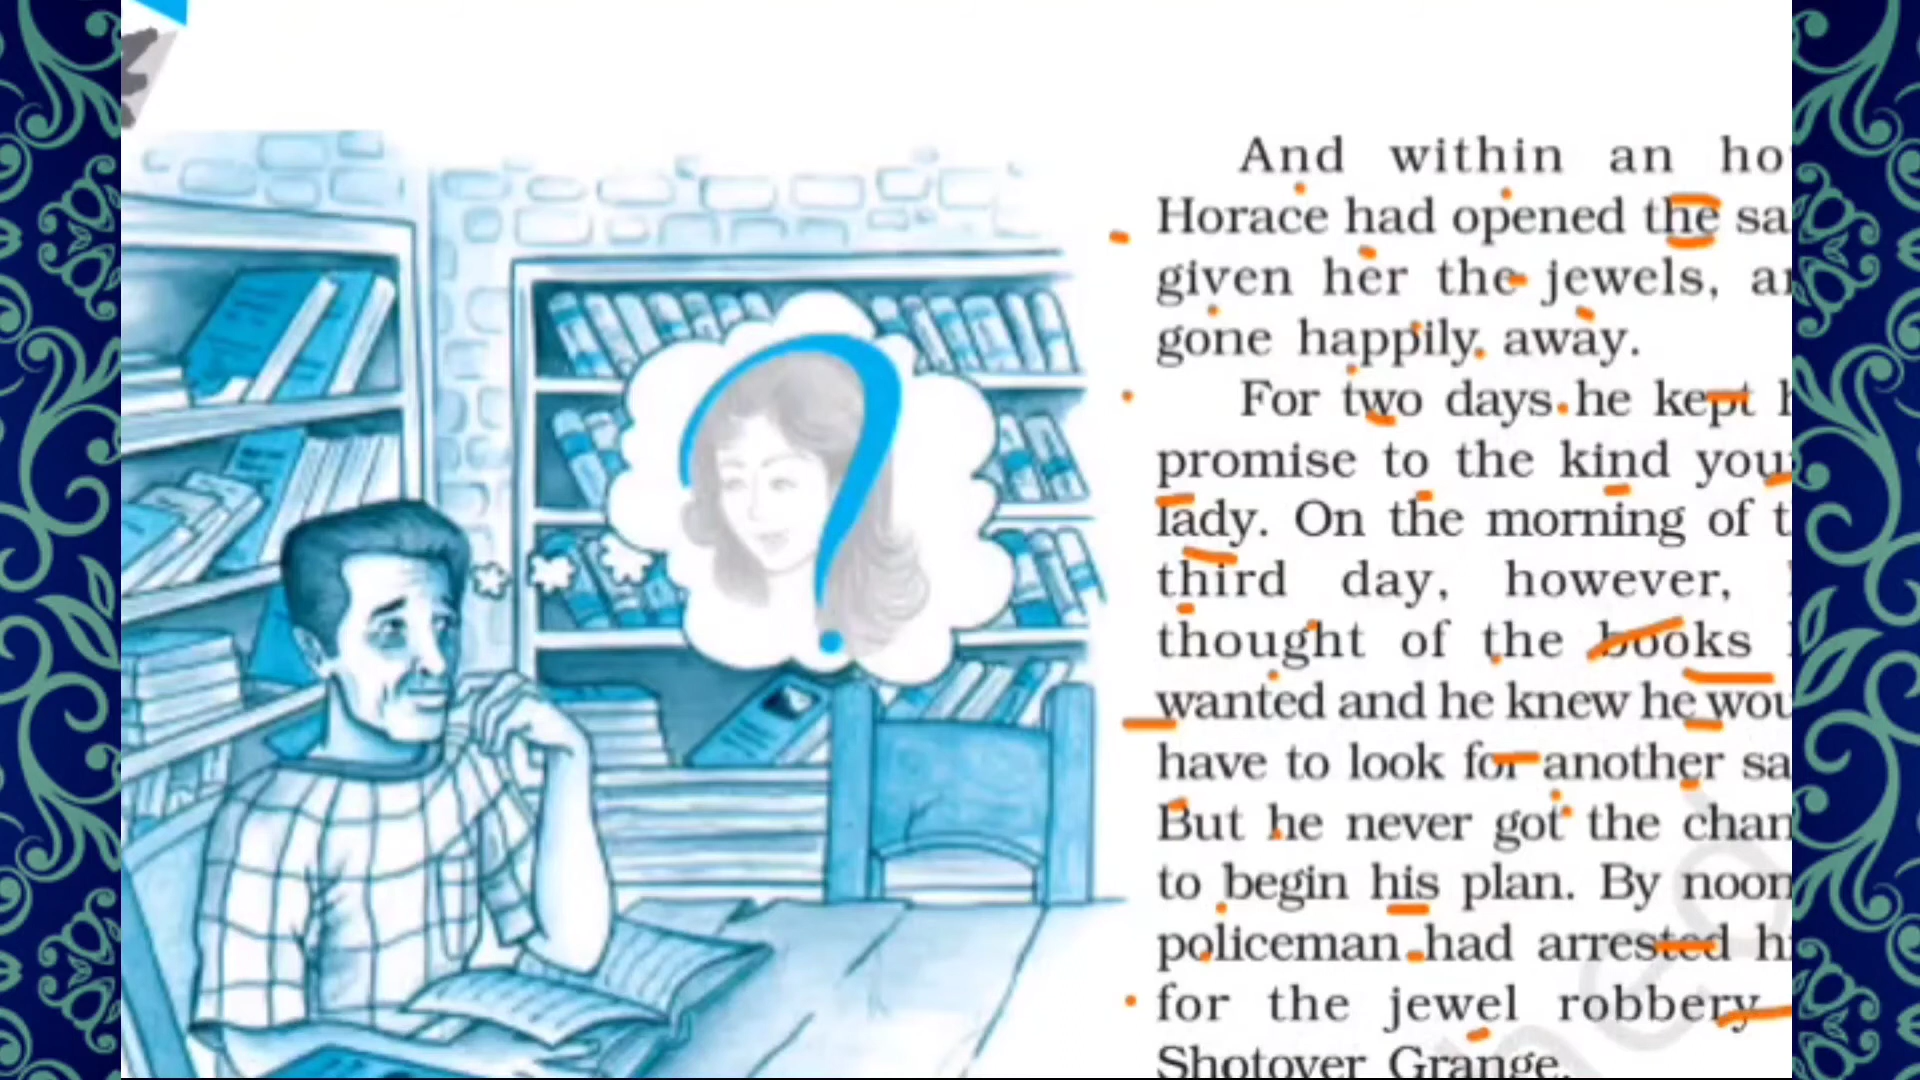 And within an ho
Horace had opened the sa
given her the jewels, an
gone happily away.
For two days he kept h
promise to the kind you
lady. On the morning of t
third day, however,
thought of the books
wanted and he knew he wou
have to look for another sa
But he never got the chan
to begin his plan. By noon
policeman had arrested hi
for the jewel robbery
Shotover Grange.